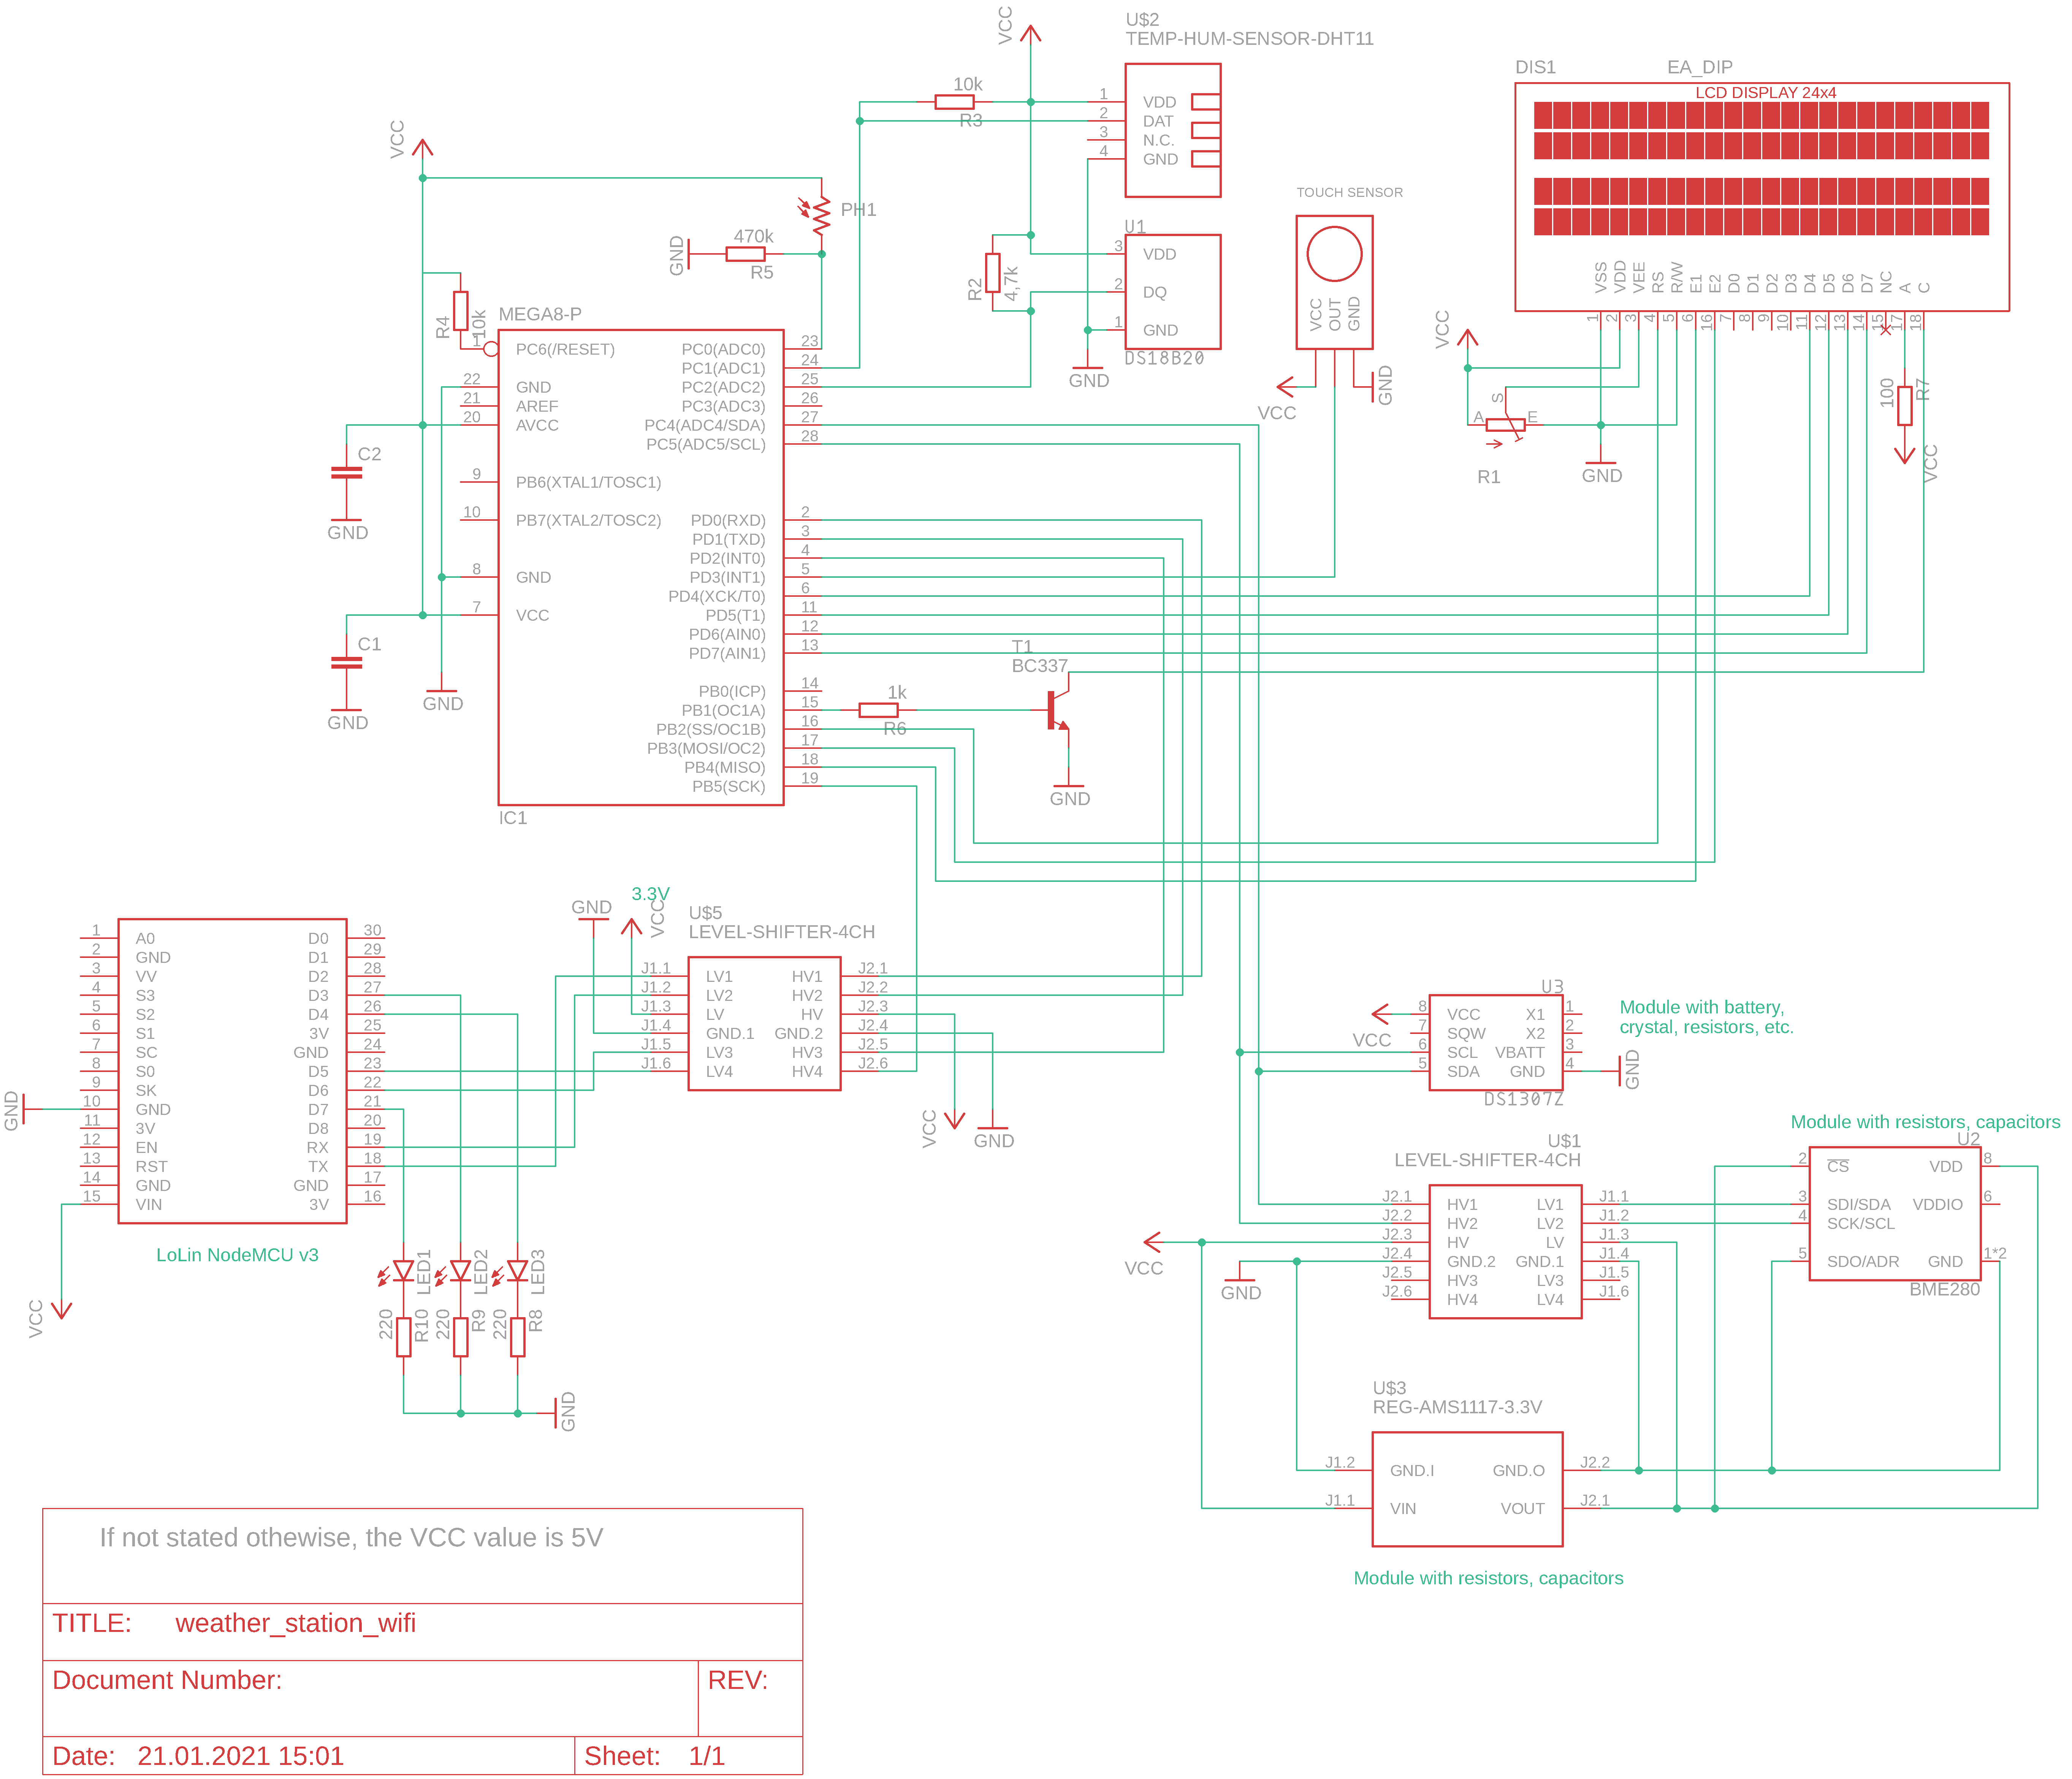 VCC
U$2
TEMP-HUM-SENSOR-DHT11
10k
R3
1 VDD
2 DAT
3 N.C.
4 GND
DIS1 EA_DIP
LCD DISPLAY 24x4
VSS VDD VEE RS R/W E1 E2 D0 D1 D2 D3 D4 D5 D6 D7 NC A C
1 2 3 4 5 6 16 7 8 9 10 11 12 13 14 15 17 18
VCC
PH1
GND
470k
R5
TOUCH SENSOR
VCC OUT GND
VCC
GND
U1
3 VDD
2 DQ
1 GND
DS18B20
GND
R2
4,7k
R4
10k
VCC
A S E
R1
GND
100
R7
VCC
MEGA8-P
1 PC6(/RESET) PC0(ADC0) 23
PC1(ADC1) 24
22 GND PC2(ADC2) 25
21 AREF PC3(ADC3) 26
20 AVCC PC4(ADC4/SDA) 27
PC5(ADC5/SCL) 28
9 PB6(XTAL1/TOSC1)
10 PB7(XTAL2/TOSC2) PD0(RXD) 2
PD1(TXD) 3
PD2(INT0) 4
8 GND PD3(INT1) 5
PD4(XCK/T0) 6
7 VCC PD5(T1) 11
PD6(AIN0) 12
PD7(AIN1) 13
PB0(ICP) 14
PB1(OC1A) 15
PB2(SS/OC1B) 16
PB3(MOSI/OC2) 17
PB4(MISO) 18
PB5(SCK) 19
IC1
C2
GND
C1
GND
GND
1k
R6
T1
BC337
GND
1 A0 D0 30
2 GND D1 29
3 VV D2 28
4 S3 D3 27
5 S2 D4 26
6 S1 3V 25
7 SC GND 24
8 S0 D5 23
9 SK D6 22
10 GND D7 21
11 3V D8 20
12 EN RX 19
13 RST TX 18
14 GND GND 17
15 VIN 3V 16
GND
VCC
LoLin NodeMCU v3
3.3V
GND
VCC
U$5
LEVEL-SHIFTER-4CH
J1.1 LV1 HV1 J2.1
J1.2 LV2 HV2 J2.2
J1.3 LV HV J2.3
J1.4 GND.1 GND.2 J2.4
J1.5 LV3 HV3 J2.5
J1.6 LV4 HV4 J2.6
VCC
GND
LED1 LED2 LED3
220 R10 220 R9 220 R8
GND
U3
8 VCC X1 1
7 SQW X2 2
6 SCL VBATT 3
5 SDA GND 4
DS1307Z
VCC
GND
Module with battery,
crystal, resistors, etc.
U$1
LEVEL-SHIFTER-4CH
J2.1 HV1 LV1 J1.1
J2.2 HV2 LV2 J1.2
J2.3 HV LV J1.3
J2.4 GND.2 GND.1 J1.4
J2.5 HV3 LV3 J1.5
J2.6 HV4 LV4 J1.6
VCC
GND
Module with resistors, capacitors
U2
2 CS VDD 8
3 SDI/SDA VDDIO 6
4 SCK/SCL
5 SDO/ADR GND 1*2
BME280
U$3
REG-AMS1117-3.3V
J1.2 GND.I GND.O J2.2
J1.1 VIN VOUT J2.1
Module with resistors, capacitors
If not stated othewise, the VCC value is 5V
TITLE: weather_station_wifi
Document Number: REV:
Date: 21.01.2021 15:01 Sheet: 1/1